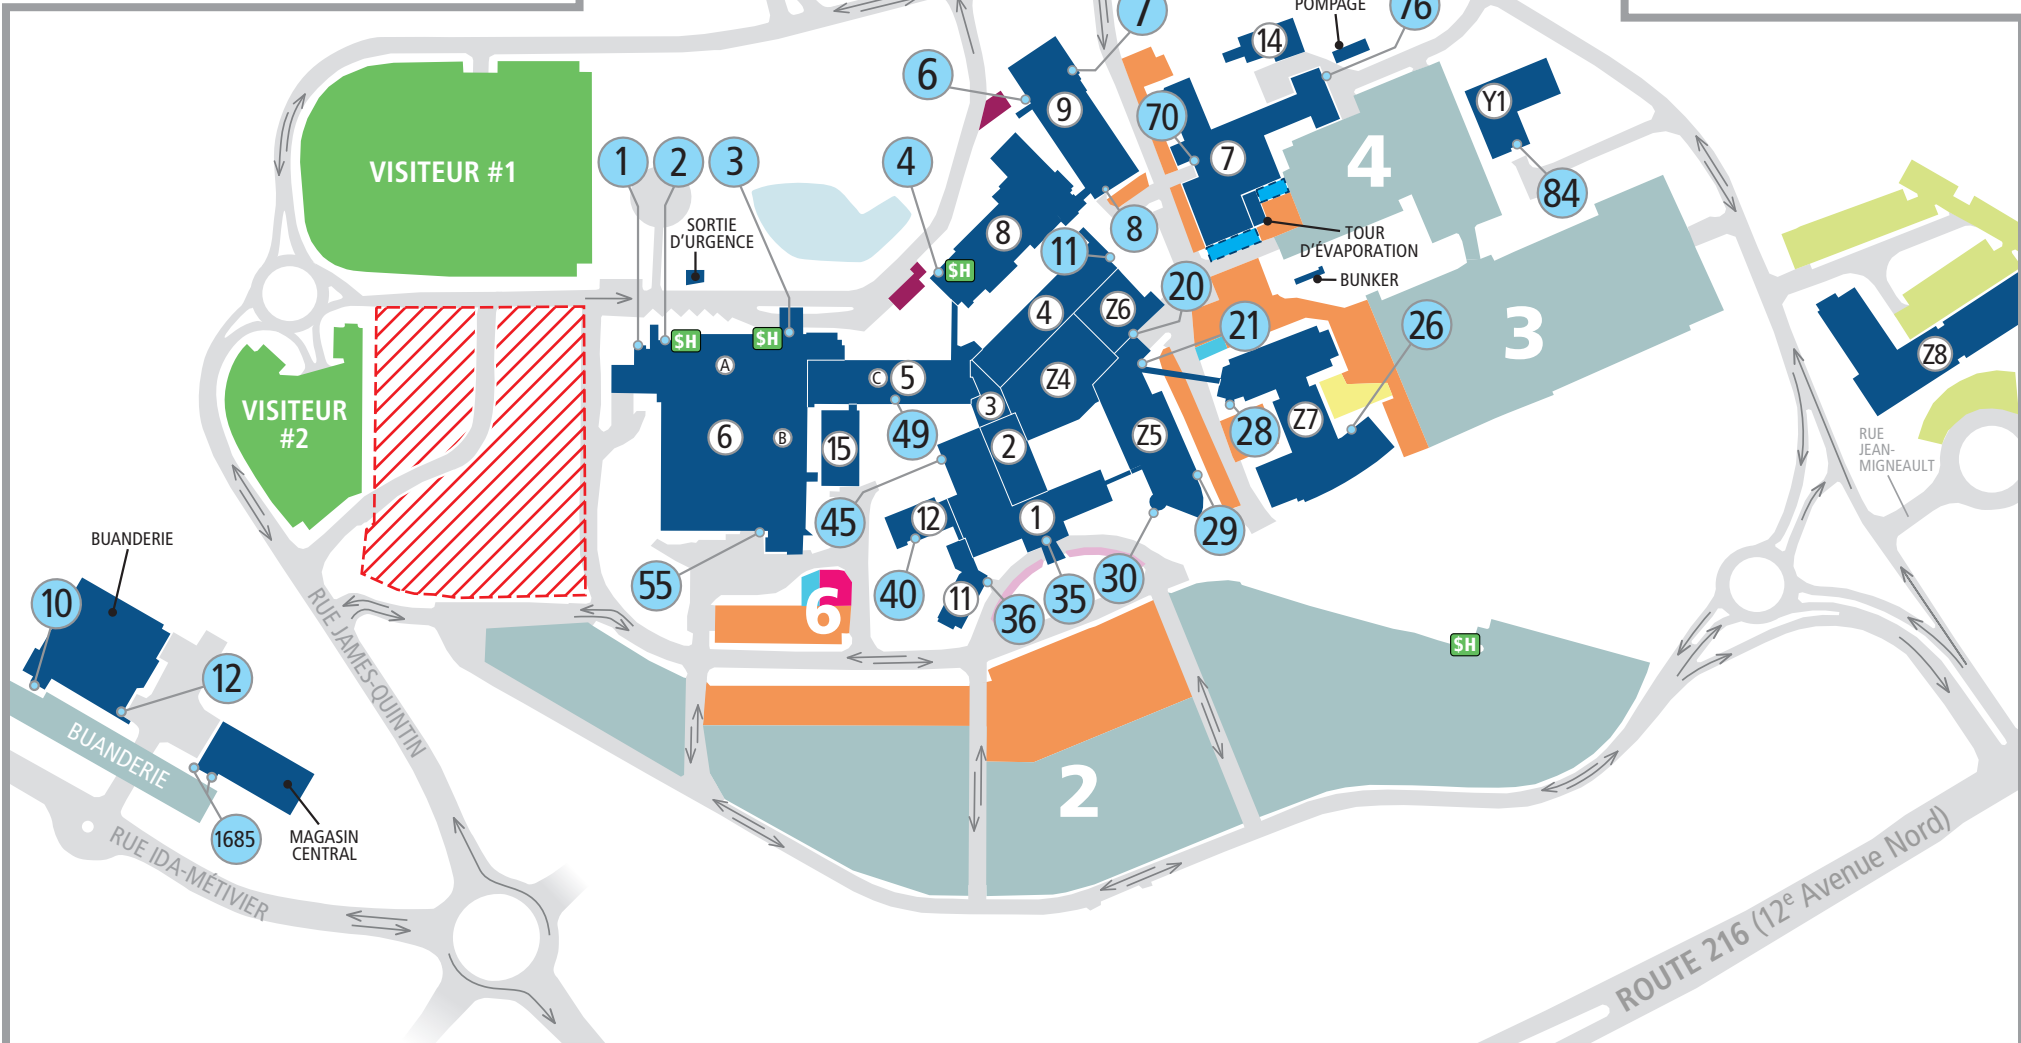 POMPAGE
7
76
14
6
9
Y1
70
4
VISITEUR #1
1
2
3
4
7
84
8
SORTIE
D'URGENCE
8
TOUR
D'ÉVAPORATION
11
$H
BUNKER
20
4
Z6
21
26
3
$H
$H
A
Z4
Z8
C
5
VISITEUR
#2
3
6
B
15
49
2
Z5
28
Z7
RUE
JEAN-
MIGNEAULT
45
12
1
29
BUANDERIE
55
40
11
36
35
30
10
6
RUE JAMES-QUINTIN
$H
12
BUANDERIE
2
1685
MAGASIN
CENTRAL
RUE IDA-MÉTIVIER
ROUTE 216 (12e Avenue Nord)